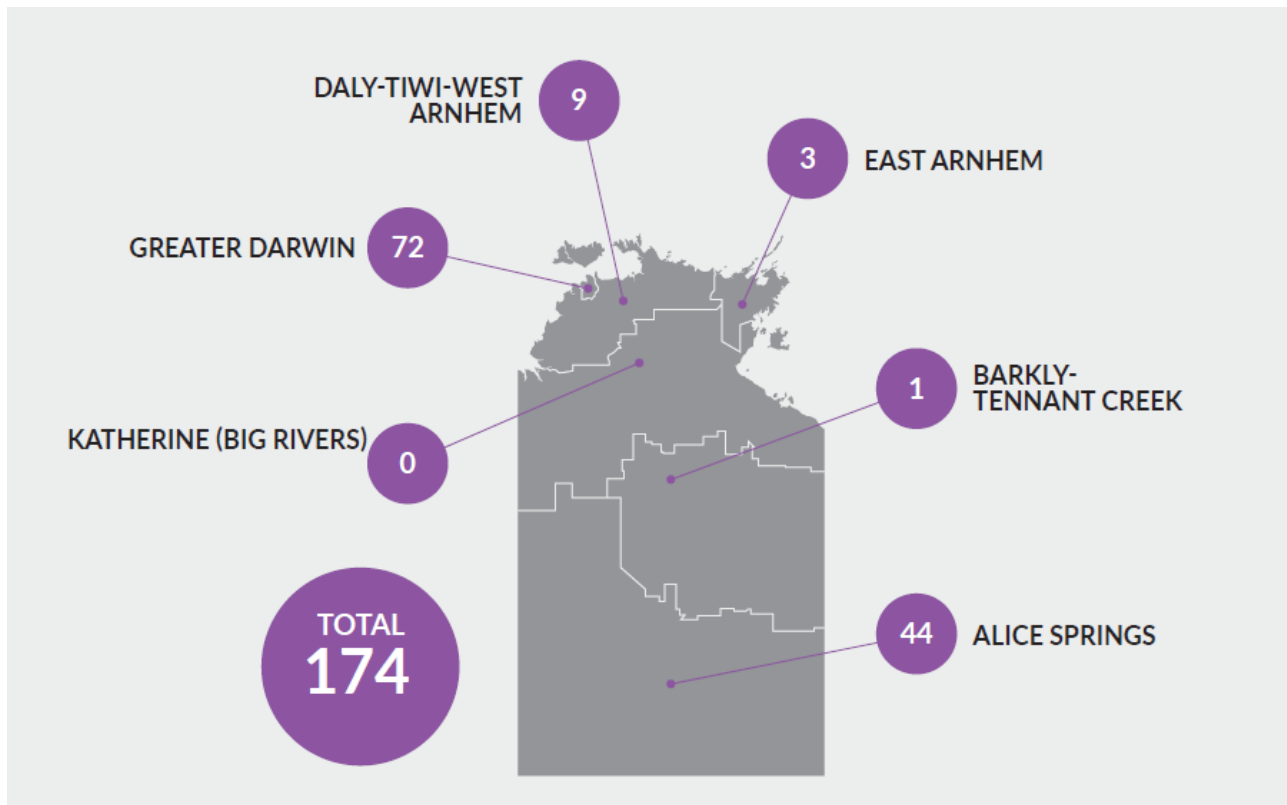 DALY-TIWI-WEST
ARNHEM
9
3
EAST ARNHEM
GREATER DARWIN
72
1
BARKLY-
TENNANT CREEK
KATHERINE (BIG RIVERS)
0
TOTAL
174
44
ALICE SPRINGS